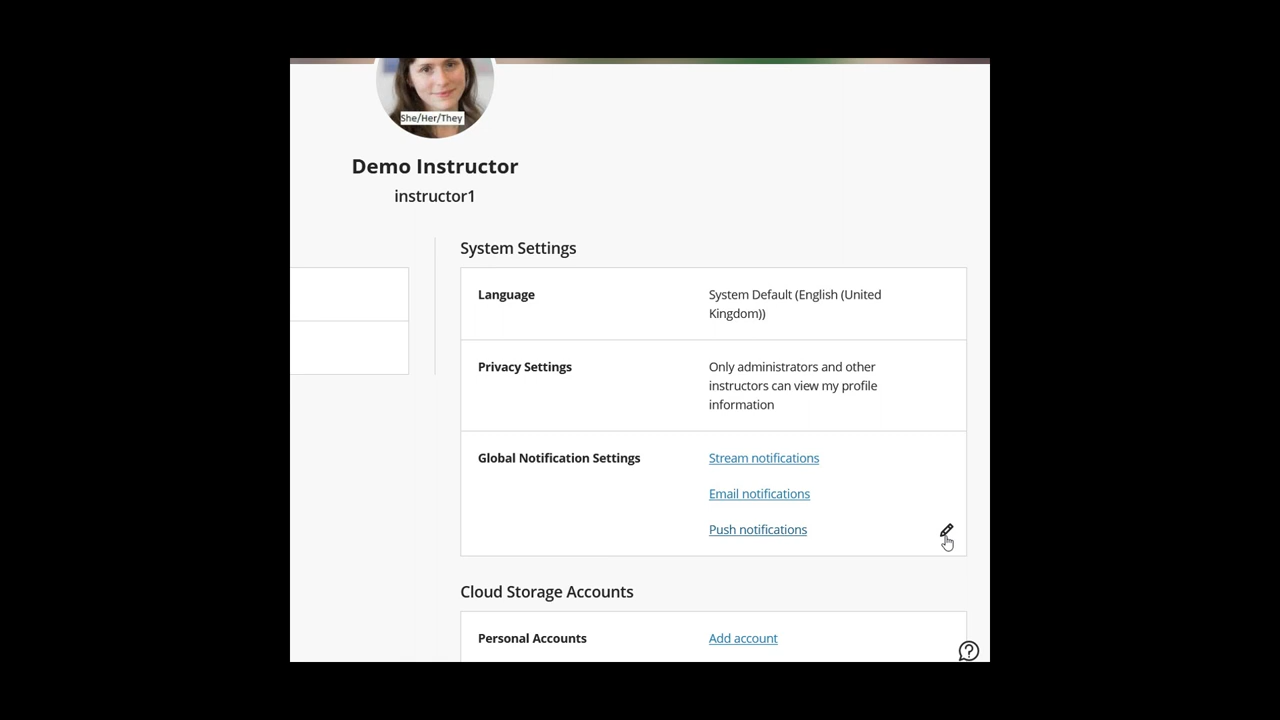 She/Her/They
Demo Instructor
instructor1
System Settings
Language
System Default (English (United
Kingdom))
Privacy Settings
Only administrators and other
instructors can view my profile
information
Global Notification Settings
Stream notifications
Email notifications
Push notifications
Cloud Storage Accounts
Personal Accounts
Add account